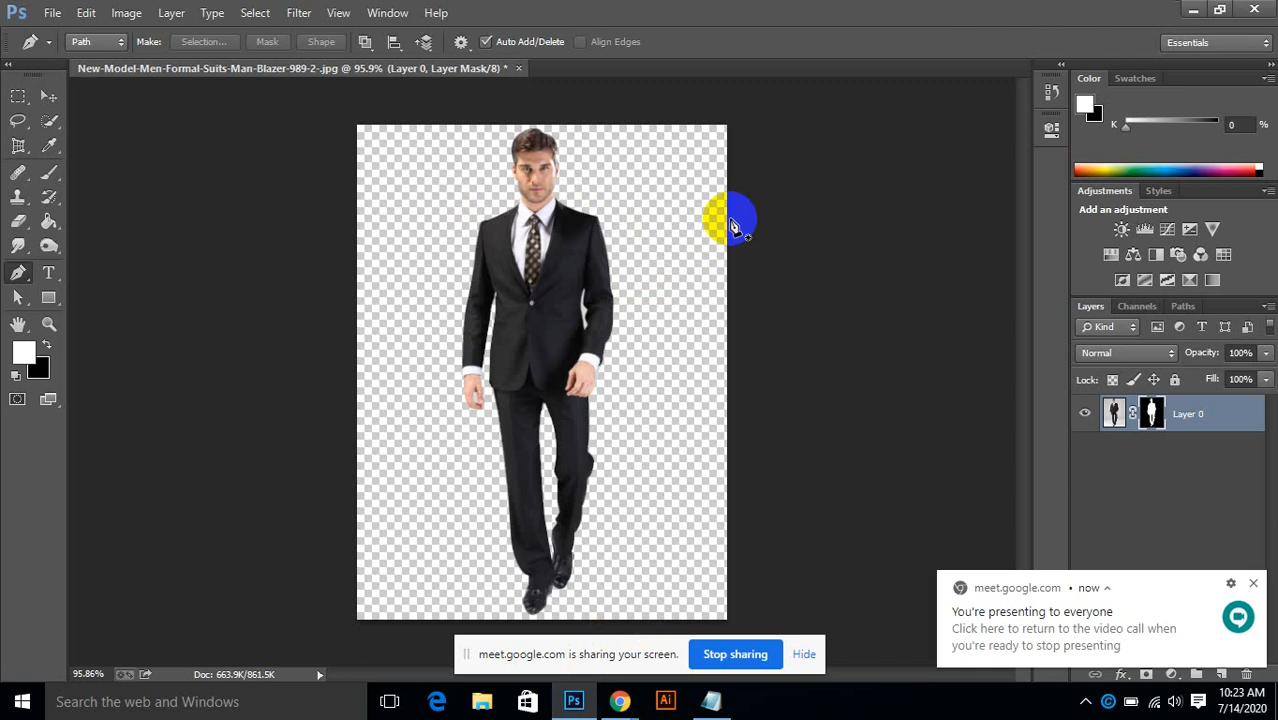 Ps File Edit Image Layer Type Select Filter View Window Help
Path Make: Selection... Mask Shape Auto Add/Delete Align Edges Essentials
New-Model-Men-Formal-Suits-Man-Blazer-989-2-.jpg @ 95.9% (Layer 0, Layer Mask/8) * ×
Color Swatches
K 0 %
Adjustments Styles
Add an adjustment
Layers Channels Paths
Kind
Normal Opacity: 100%
Lock: Fill: 100%
Layer 0
meet.google.com • now
You're presenting to everyone
Click here to return to the video call when
you're ready to stop presenting
meet.google.com is sharing your screen. Stop sharing Hide
95.86% Doc: 663.9K/861.5K
Search the web and Windows
Ps Ai
10:23 AM
7/14/2020